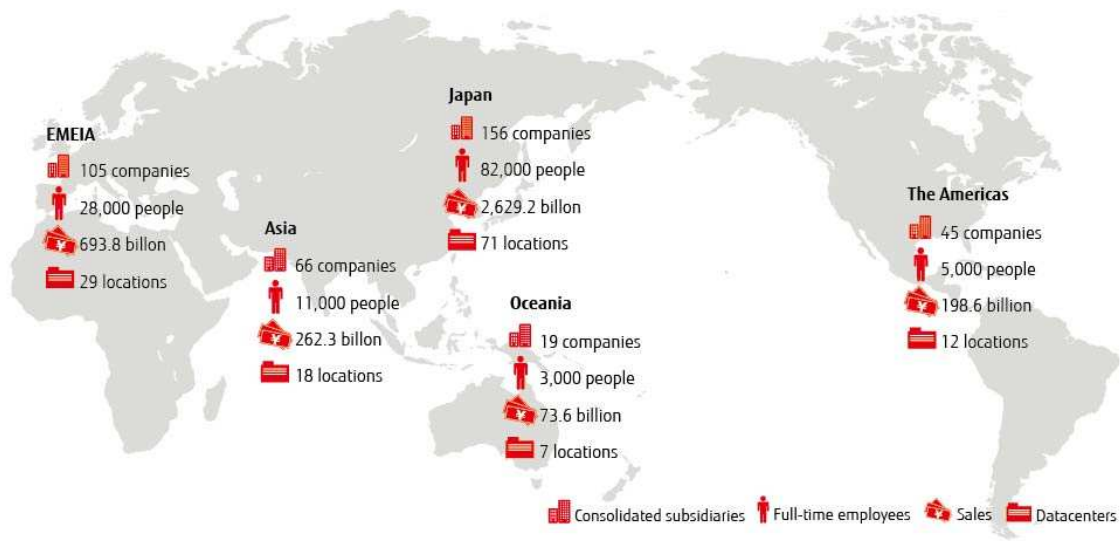 EMEIA
105 companies
28,000 people
¥ 693.8 billon
29 locations
Asia
66 companies
11,000 people
¥ 262.3 billon
18 locations
Japan
156 companies
82,000 people
¥ 2,629.2 billon
71 locations
Oceania
19 companies
3,000 people
¥ 73.6 billion
7 locations
The Americas
45 companies
5,000 people
¥ 198.6 billion
12 locations
Consolidated subsidiaries Full-time employees ¥ Sales Datacenters